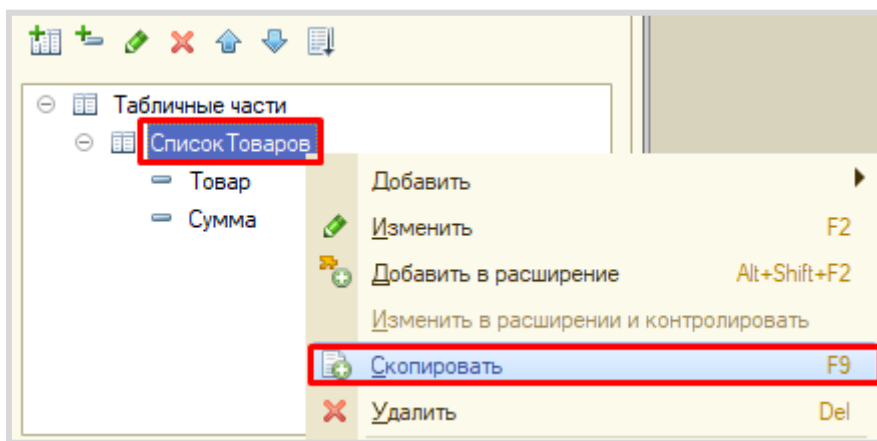 Табличные части
СписокТоваров
Товар
Сумма
Добавить
Изменить F2
Добавить в расширение Alt+Shift+F2
Изменить в расширении и контролировать
Скопировать F9
Удалить Del